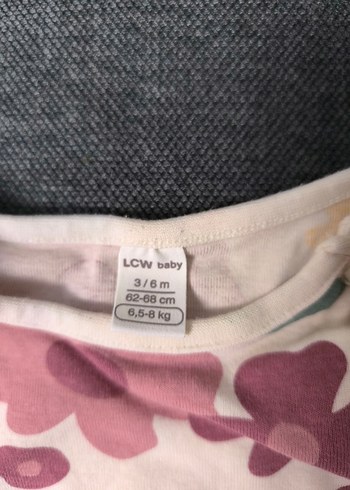 LCW baby
3 / 6 m
62-68 cm
6,5-8 kg